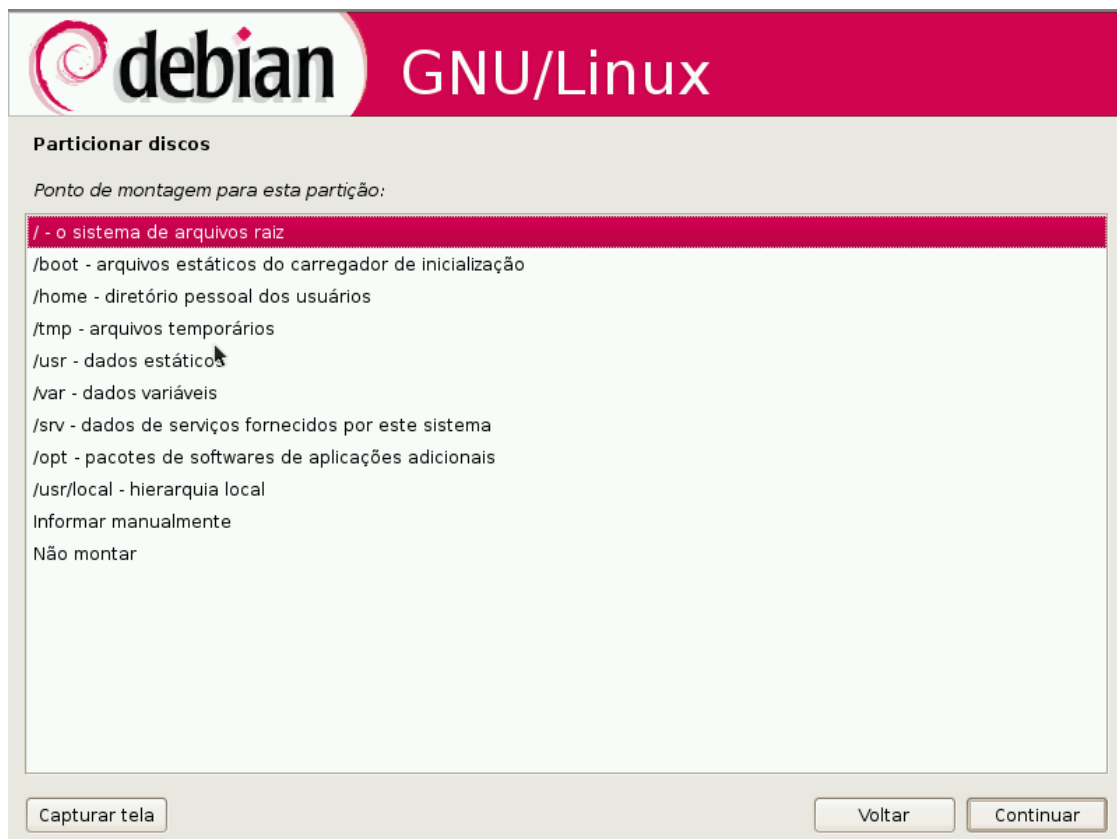 debian GNU/Linux
Particionar discos
Ponto de montagem para esta partição:
/ - o sistema de arquivos raiz
/boot - arquivos estáticos do carregador de inicialização
/home - diretório pessoal dos usuários
/tmp - arquivos temporários
/usr - dados estáticos
/var - dados variáveis
/srv - dados de serviços fornecidos por este sistema
/opt - pacotes de softwares de aplicações adicionais
/usr/local - hierarquia local
Informar manualmente
Não montar
Capturar tela Voltar Continuar